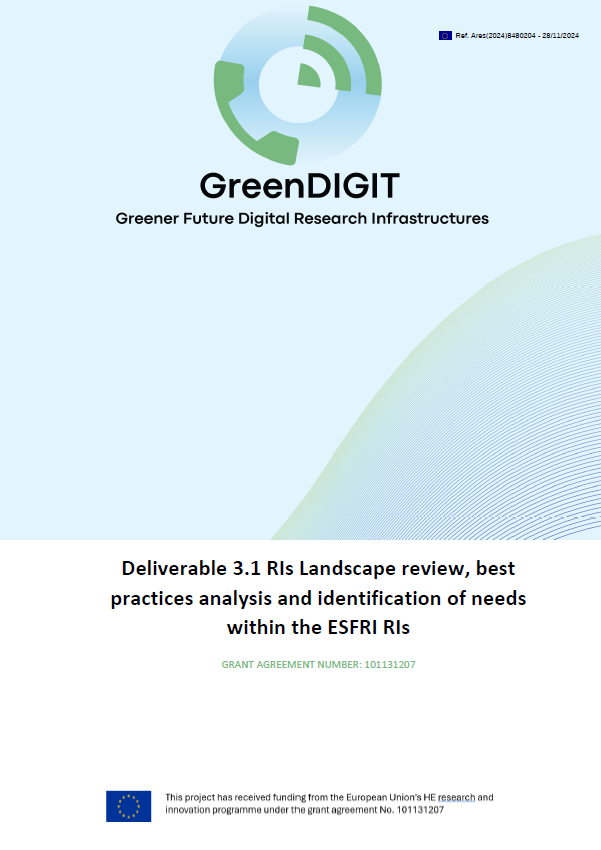 Ref. Ares(2024)8480204 - 28/11/2024
GreenDIGIT
Greener Future Digital Research Infrastructures
Deliverable 3.1 RIs Landscape review, best
practices analysis and identification of needs
within the ESFRI RIs
GRANT AGREEMENT NUMBER: 101131207
This project has received funding from the European Union's HE research and
innovation programme under the grant agreement No. 101131207